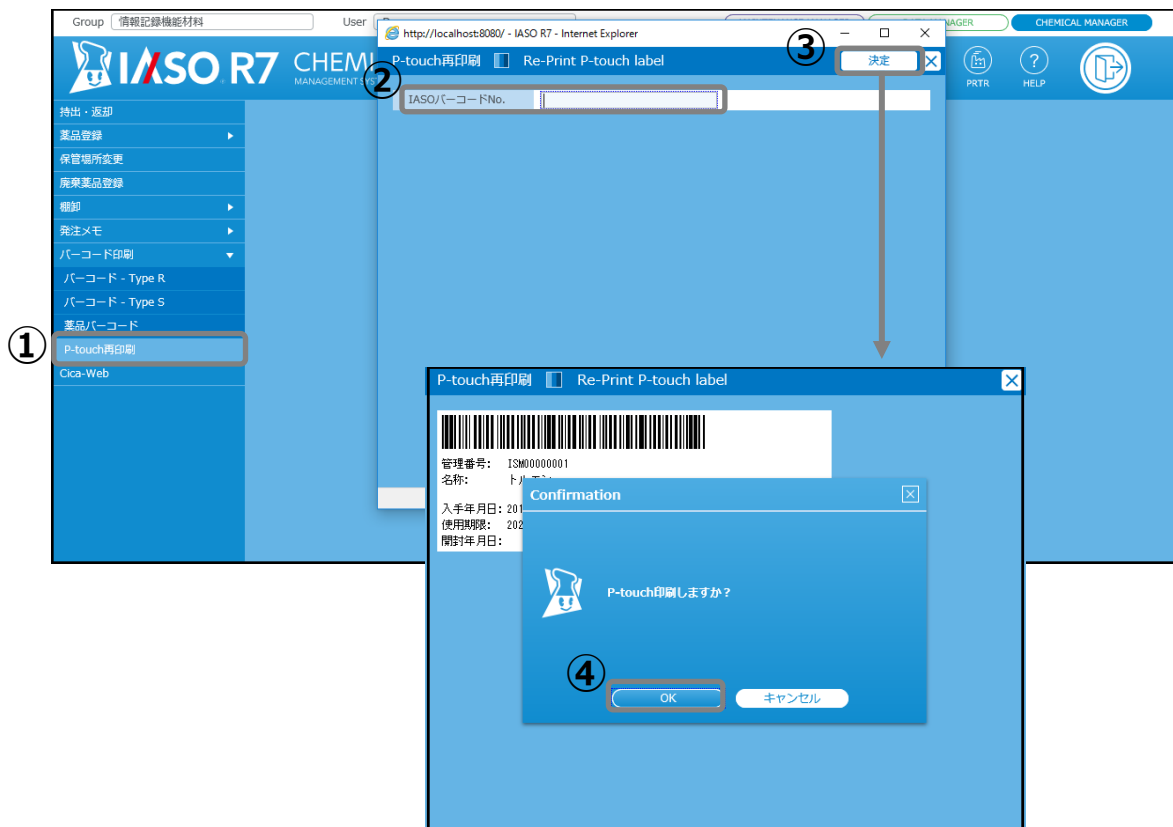 Group 情報記録機能材料 User
MANAGER CHEMICAL MANAGER
http://localhost:8080/ - IASO R7 - Internet Explorer
③
IASO R7 CHEMI
MANAGEMENT SYS
P-touch再印刷 Re-Print P-touch label 決定
PRTR HELP
②
IASOバーコードNo.
持出・返却
薬品登録
保管場所変更
廃棄薬品登録
棚卸
発注メモ
バーコード印刷
バーコード - Type R
バーコード - Type S
薬品バーコード
①
P-touch再印刷
Cica-Web
P-touch再印刷 Re-Print P-touch label
管理番号: ISM00000001
名称: トルエン
入手年月日: 201
使用期限: 202
開封年月日:
Confirmation
P-touch印刷しますか?
④
OK キャンセル